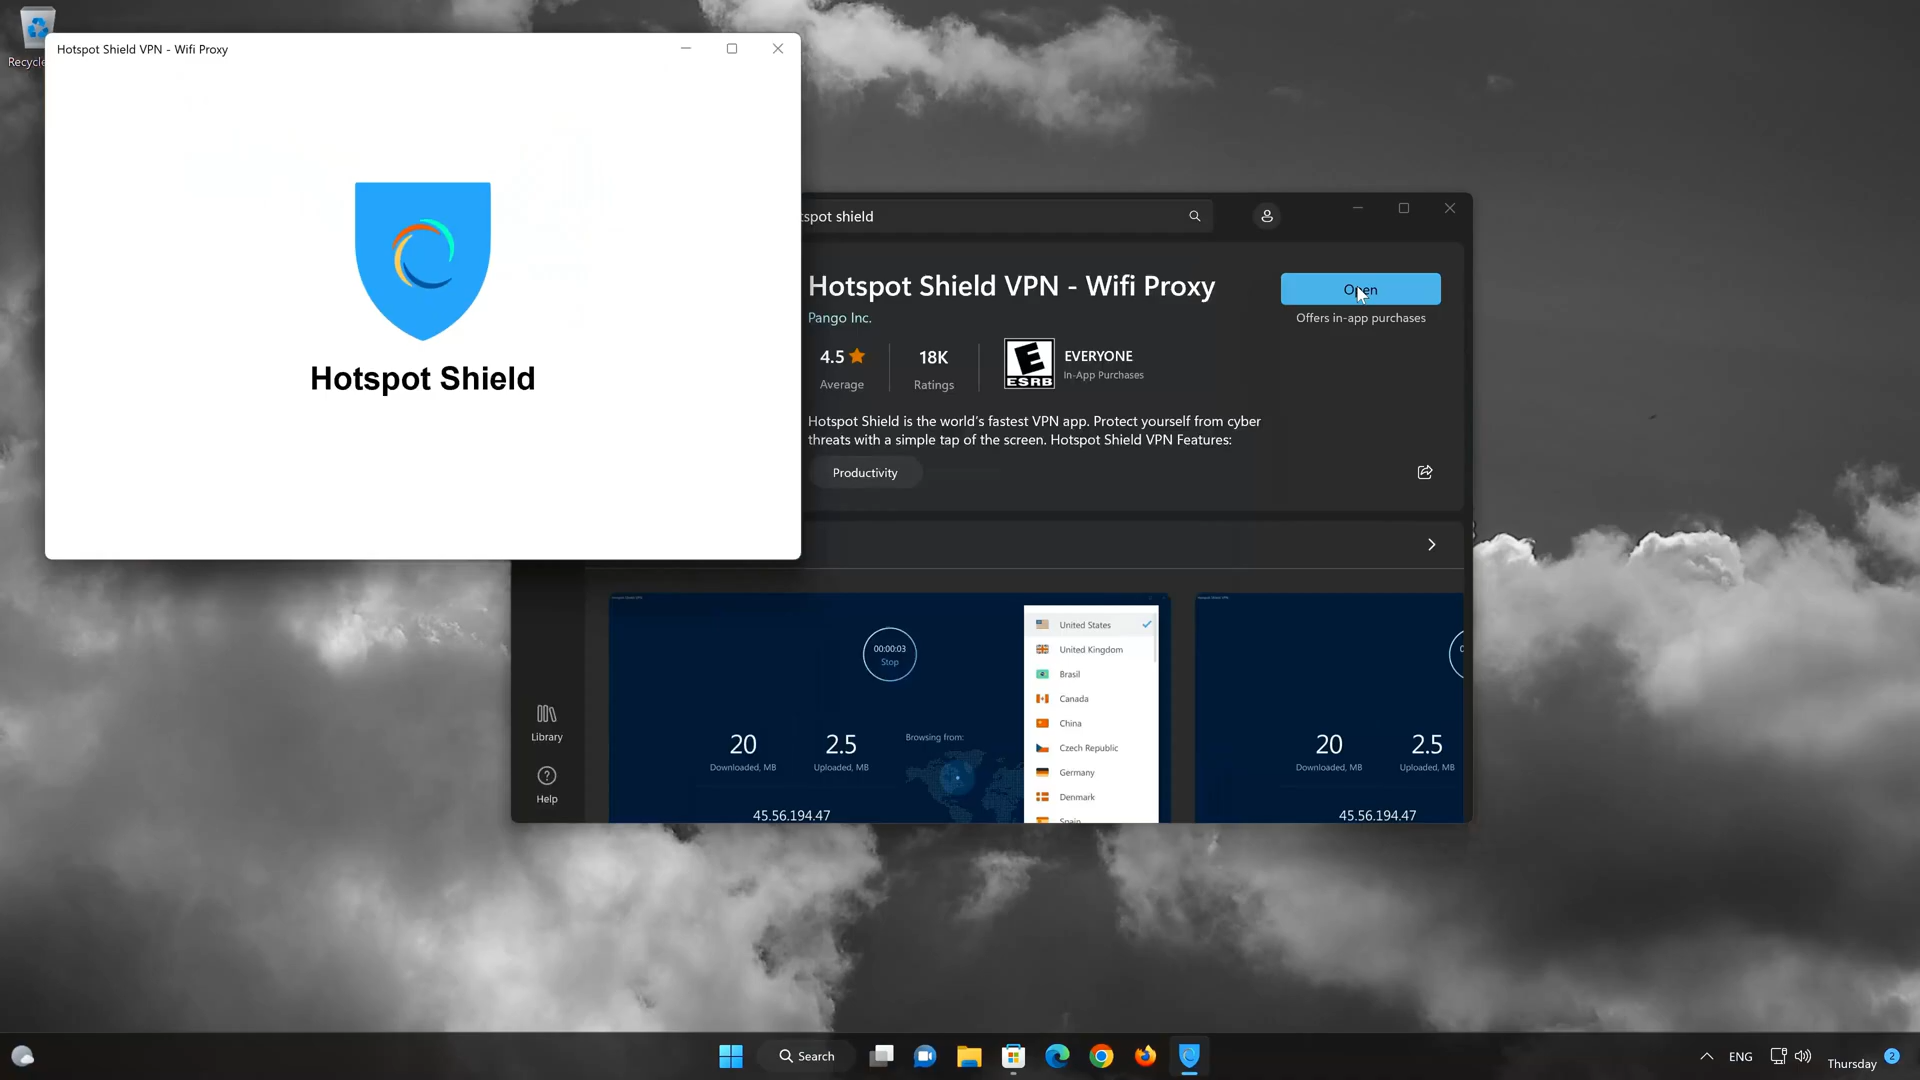 Recycle
Hotspot Shield VPN - Wifi Proxy
Hotspot Shield
tspot shield
Hotspot Shield VPN - Wifi Proxy
Pango Inc.
Open
Offers in-app purchases
4.5
Average
18K
Ratings
E
ESRB
EVERYONE
In-App Purchases
Hotspot Shield is the world's fastest VPN app. Protect yourself from cyber
threats with a simple tap of the screen. Hotspot Shield VPN Features:
Productivity
Library
Help
00:00:03
Stop
20
Downloaded, MB
2.5
Uploaded, MB
Browsing from:
45.56.194.47
United States
United Kingdom
Brasil
Canada
China
Czech Republic
Germany
Denmark
Spain
20
Downloaded, MB
2.5
Uploaded, MB
45.56.194.47
Search
ENG
Thursday
2